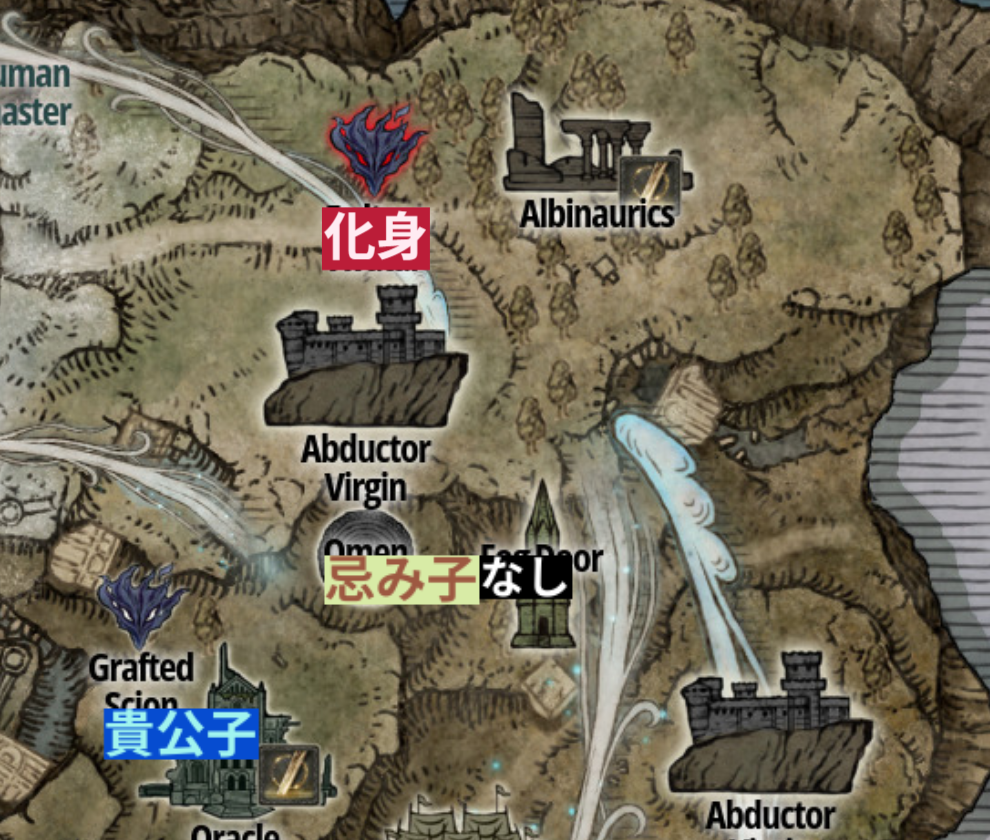 uman
aster
Albinaurics
化身
Abductor
Virgin
Omen
Fog Door
忌み子なし
Grafted
Scion
貴公子
Abductor
Oracle